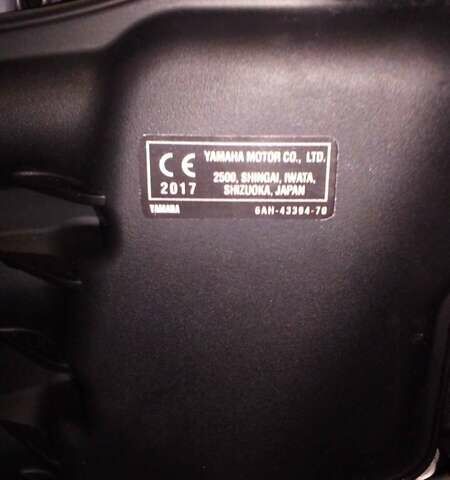 CE YAMAHA MOTOR CO., LTD.
2017 2500, SHINGAI, IWATA,
SHIZUOKA, JAPAN
YAMAHA 6AH-43394-70